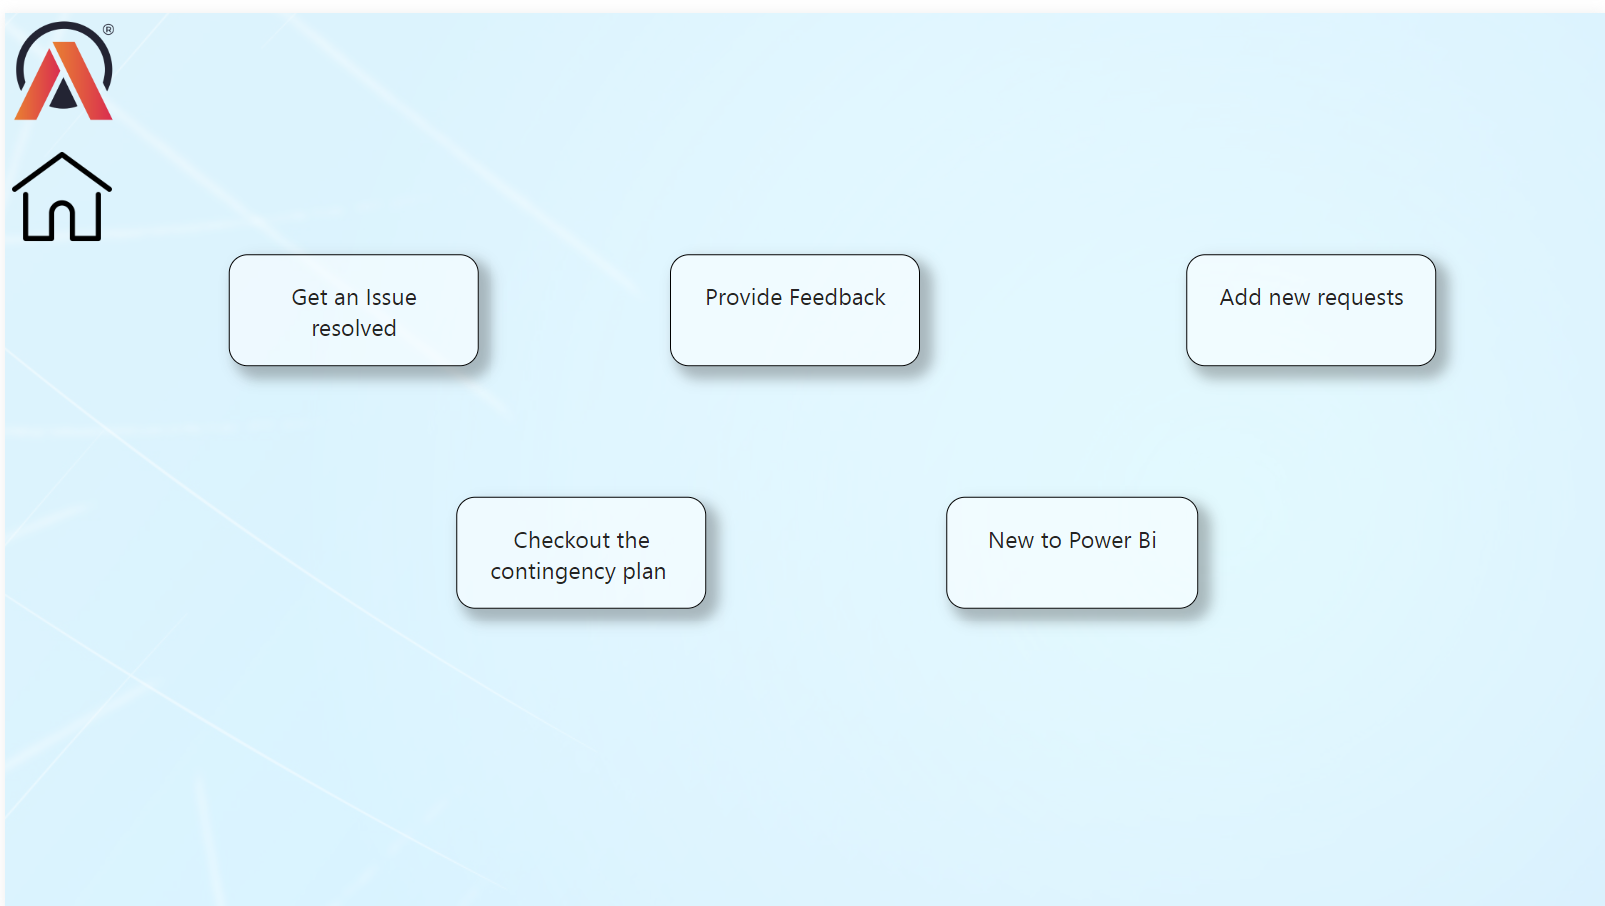 ®
Get an Issue
resolved
Provide Feedback
Add new requests
Checkout the
contingency plan
New to Power Bi